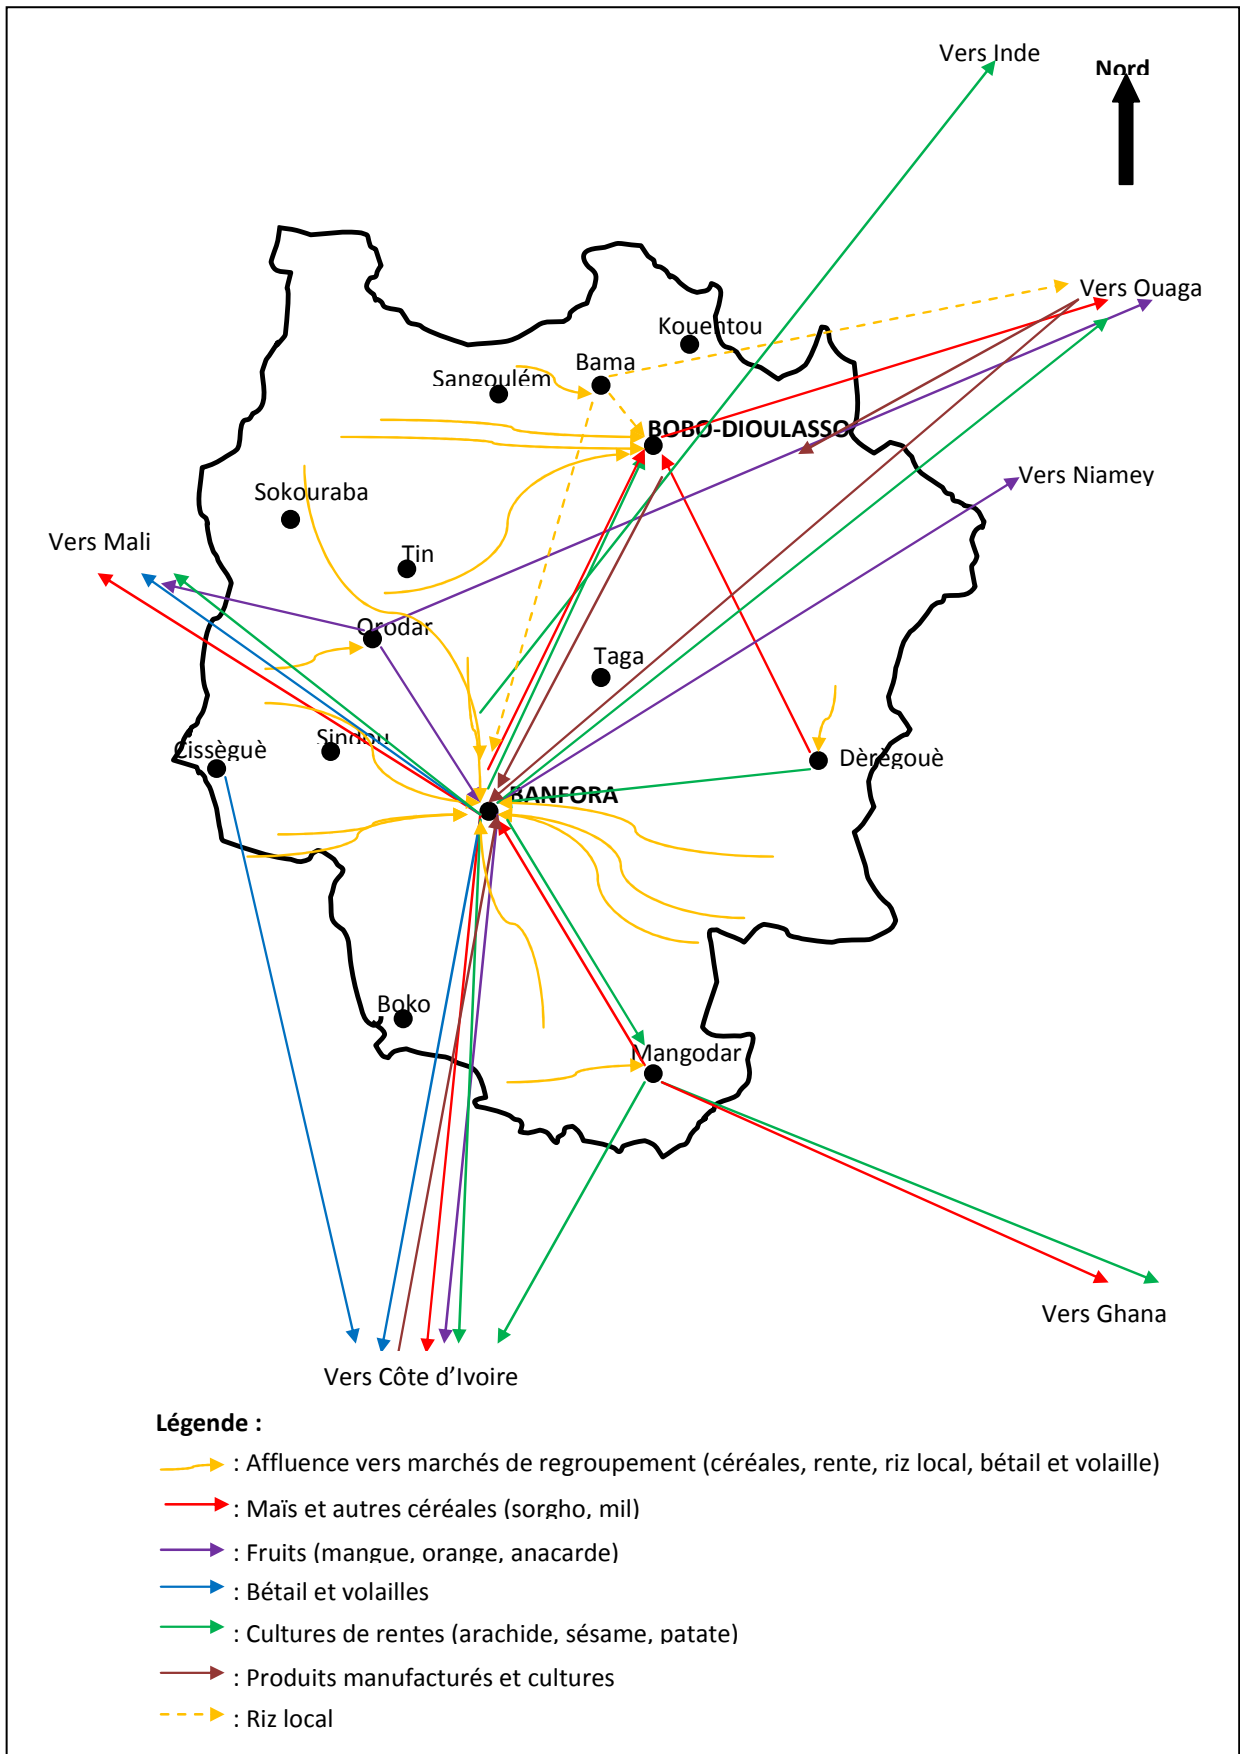 Vers Inde
Nord
Vers Ouaga
Kouentou
Bama
Sangoulém
BOBO-DIOULASSO
Vers Niamey
Sokouraba
Vers Mali
Tin
Orodar
Taga
Sindou
Cissèguè
Dèrègouè
BANFORA
Boko
Mangodar
Vers Ghana
Vers Côte d’Ivoire
Légende :
: Affluence vers marchés de regroupement (céréales, rente, riz local, bétail et volaille)
: Maïs et autres céréales (sorgho, mil)
: Fruits (mangue, orange, anacarde)
: Bétail et volailles
: Cultures de rentes (arachide, sésame, patate)
: Produits manufacturés et cultures
: Riz local